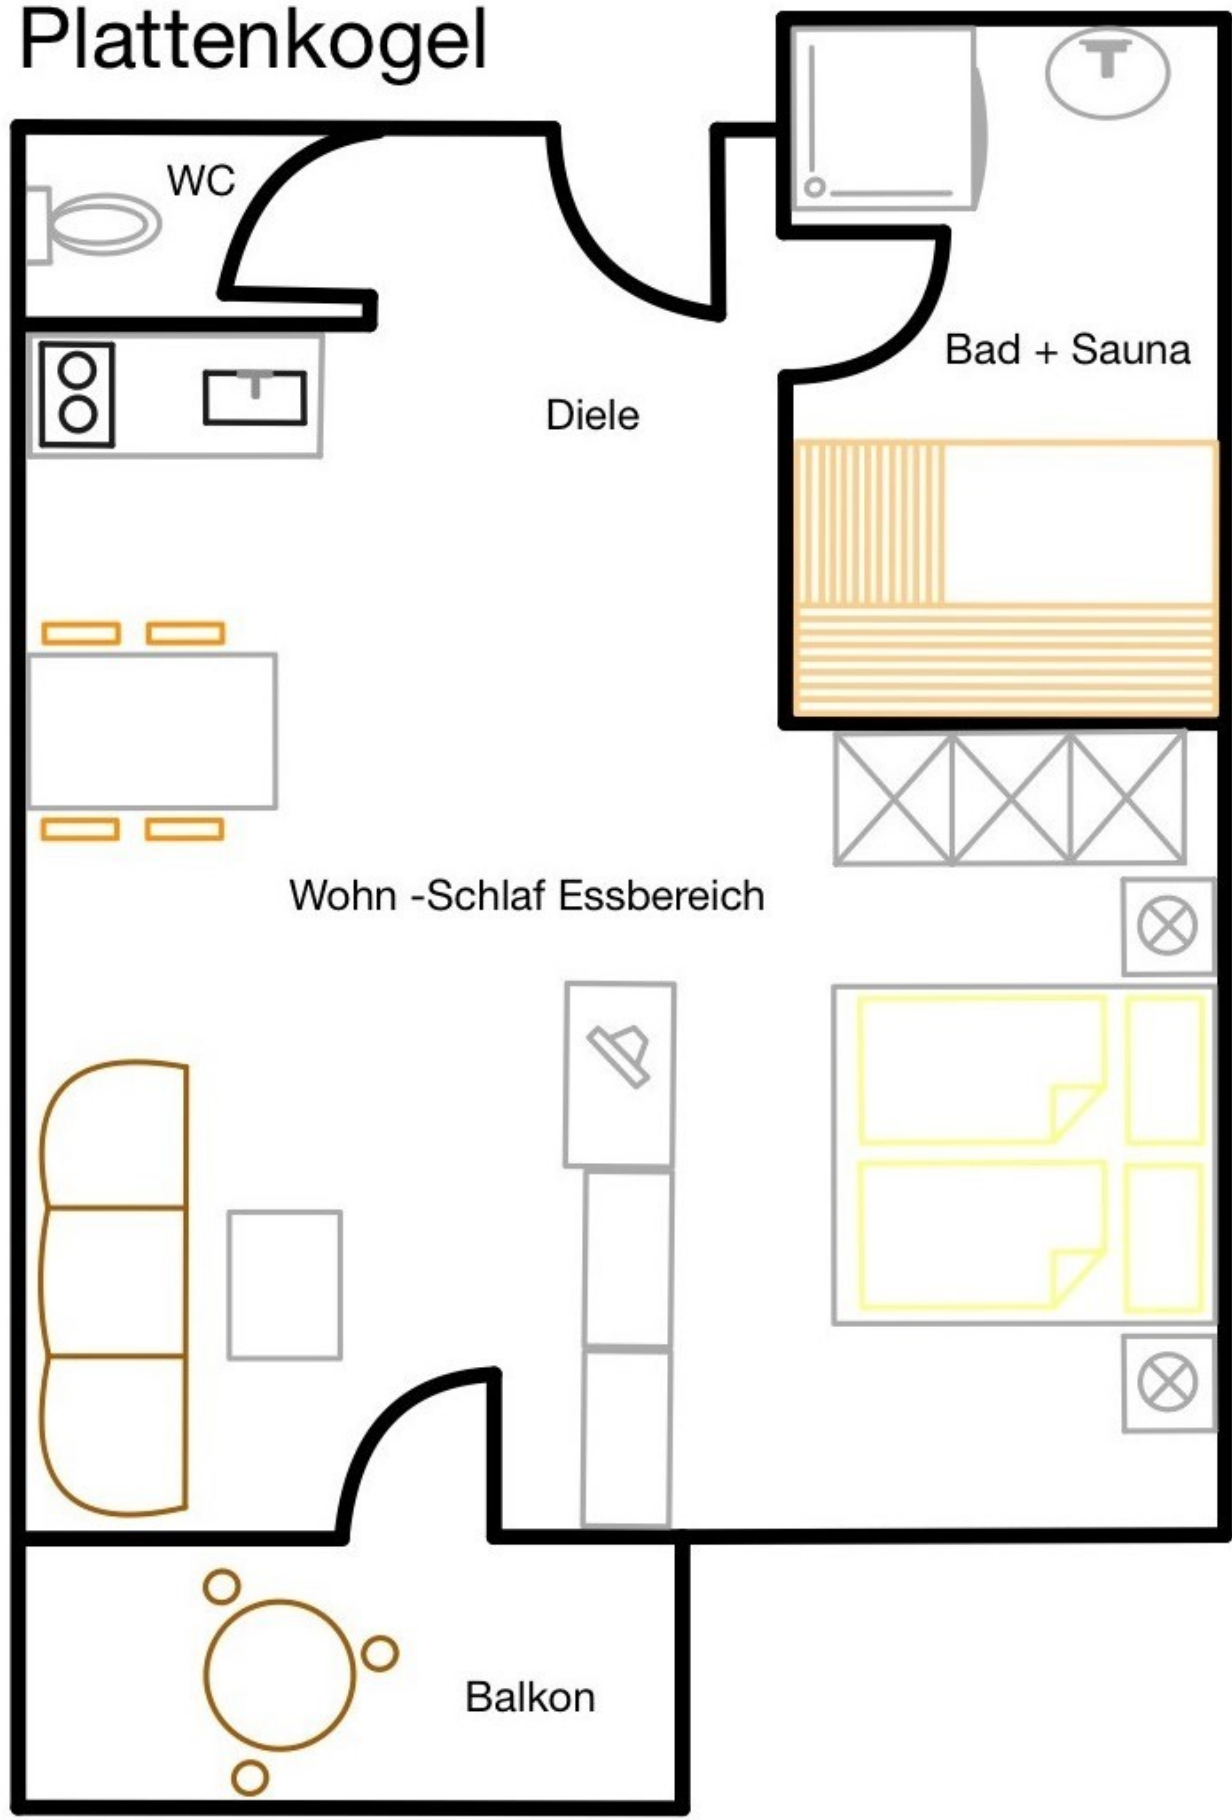 Plattenkogel
WC
Bad + Sauna
Diele
Wohn -Schlaf Essbereich
Balkon